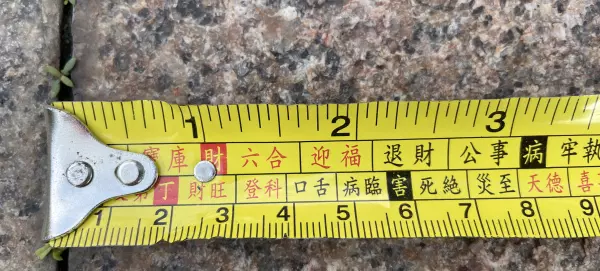 1 2 3
寶庫 財 六合 迎福 退財 公事 病 牢執
丁 財旺 登科 口舌 病臨 害 死絶 災至 天德 喜
1 2 3 4 5 6 7 8 9